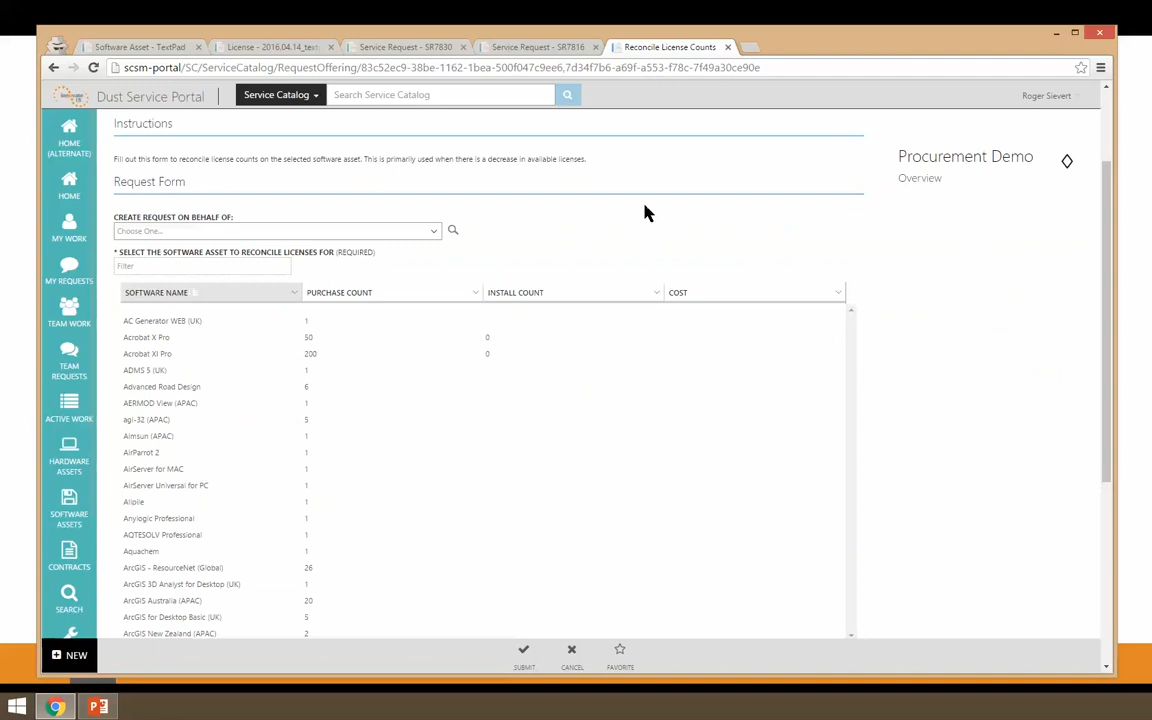 Software Asset - TextPad
License - 2016.04.14_text
Service Request - SR7830
Service Request - SR7816
Reconcile License Counts
scsm-portal/SC/ServiceCatalog/RequestOffering/83c52ec9-38be-1162-1bea-500f047c9ee6,7d34f7b6-a69f-a553-f78c-7f49a30ce90e
Dust Service Portal
Service Catalog
Search Service Catalog
Roger Sievert
HOME (ALTERNATE)
HOME
MY WORK
MY REQUESTS
TEAM WORK
TEAM REQUESTS
ACTIVE WORK
HARDWARE ASSETS
SOFTWARE ASSETS
CONTRACTS
SEARCH
NEW
Instructions
Fill out this form to reconcile license counts on the selected software asset. This is primarily used when there is a decrease in available licenses.
Request Form
CREATE REQUEST ON BEHALF OF:
Choose One...
* SELECT THE SOFTWARE ASSET TO RECONCILE LICENSES FOR (REQUIRED)
Filter
SOFTWARE NAME PURCHASE COUNT INSTALL COUNT COST
AC Generator WEB (UK) 1
Acrobat X Pro 50 0
Acrobat XI Pro 200 0
ADMS 5 (UK) 1
Advanced Road Design 6
AERMOD View (APAC) 1
agi-32 (APAC) 5
Aimsun (APAC) 1
AirParrot 2 1
AirServer for MAC 1
AirServer Universal for PC 1
Allpile 1
Anylogic Professional 1
AQTESOLV Professional 1
Aquachem 1
ArcGIS - ResourceNet (Global) 26
ArcGIS 3D Analyst for Desktop (UK) 1
ArcGIS Australia (APAC) 20
ArcGIS for Desktop Basic (UK) 5
ArcGIS New Zealand (APAC) 2
Procurement Demo
Overview
SUBMIT
CANCEL
FAVORITE